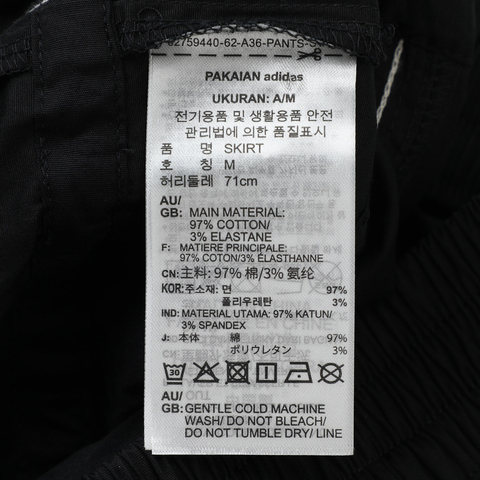 32759440-62-A36-PANTS-
PAKAIAN adidas
UKURAN: A/M
전기용품 및 생활용품 안전
관리법에 의한 품질표시
품 명 SKIRT
호 칭 M
허리둘레 71cm
AU/
GB: MAIN MATERIAL:
97% COTTON/
3% ELASTANE
F: MATIERE PRINCIPALE:
97% COTON/3% ÉLASTHANNE
CN: 主料: 97% 棉/3% 氨纶
KOR: 주소재: 면 97%
폴리우레탄 3%
IND: MATERIAL UTAMA: 97% KATUN/
3% SPANDEX
J: 本体 綿 97%
ポリウレタン 3%
30
AU/
GB: GENTLE COLD MACHINE
WASH/ DO NOT BLEACH/
DO NOT TUMBLE DRY/ LINE